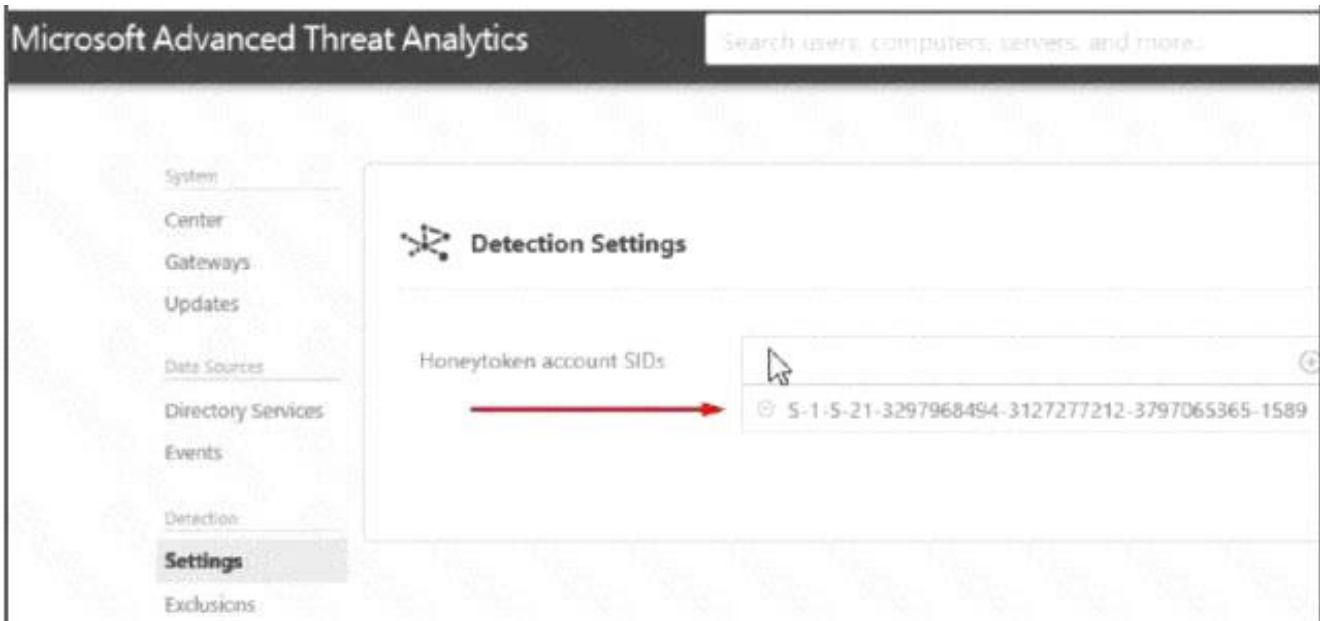 Microsoft Advanced Threat Analytics
Search users, computers, servers, and more...
System
Center
Gateways
Updates
Data Sources
Directory Services
Events
Detection
Settings
Exclusions
Detection Settings
Honeytoken account SIDs
S-1-5-21-3297968494-3127277212-3797065365-1589